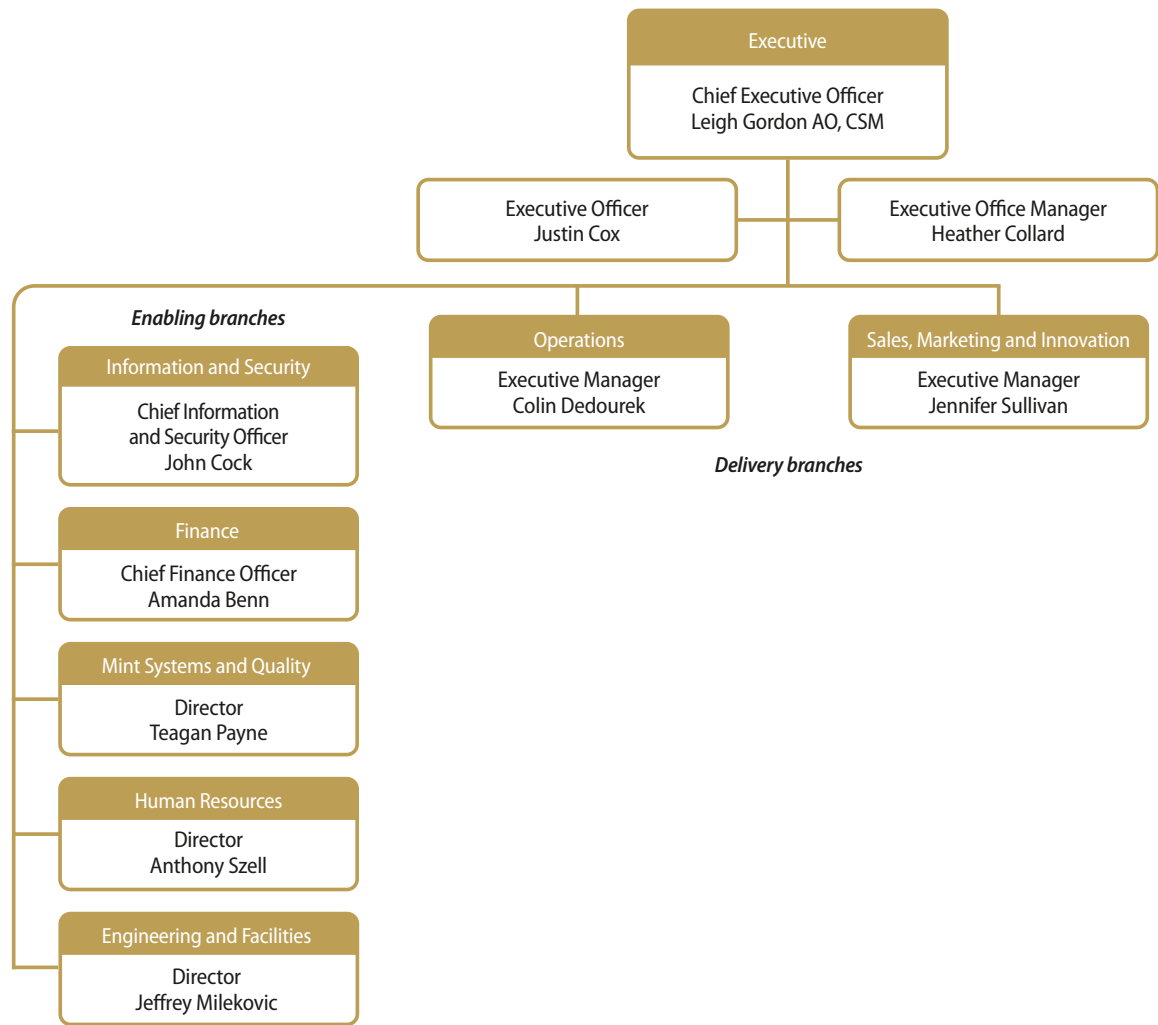 Executive
Chief Executive Officer
Leigh Gordon AO, CSM
Executive Officer
Justin Cox
Executive Office Manager
Heather Collard
Enabling branches
Information and Security
Chief Information
and Security Officer
John Cock
Finance
Chief Finance Officer
Amanda Benn
Mint Systems and Quality
Director
Teagan Payne
Human Resources
Director
Anthony Szell
Engineering and Facilities
Director
Jeffrey Milekovic
Operations
Executive Manager
Colin Dedourek
Sales, Marketing and Innovation
Executive Manager
Jennifer Sullivan
Delivery branches